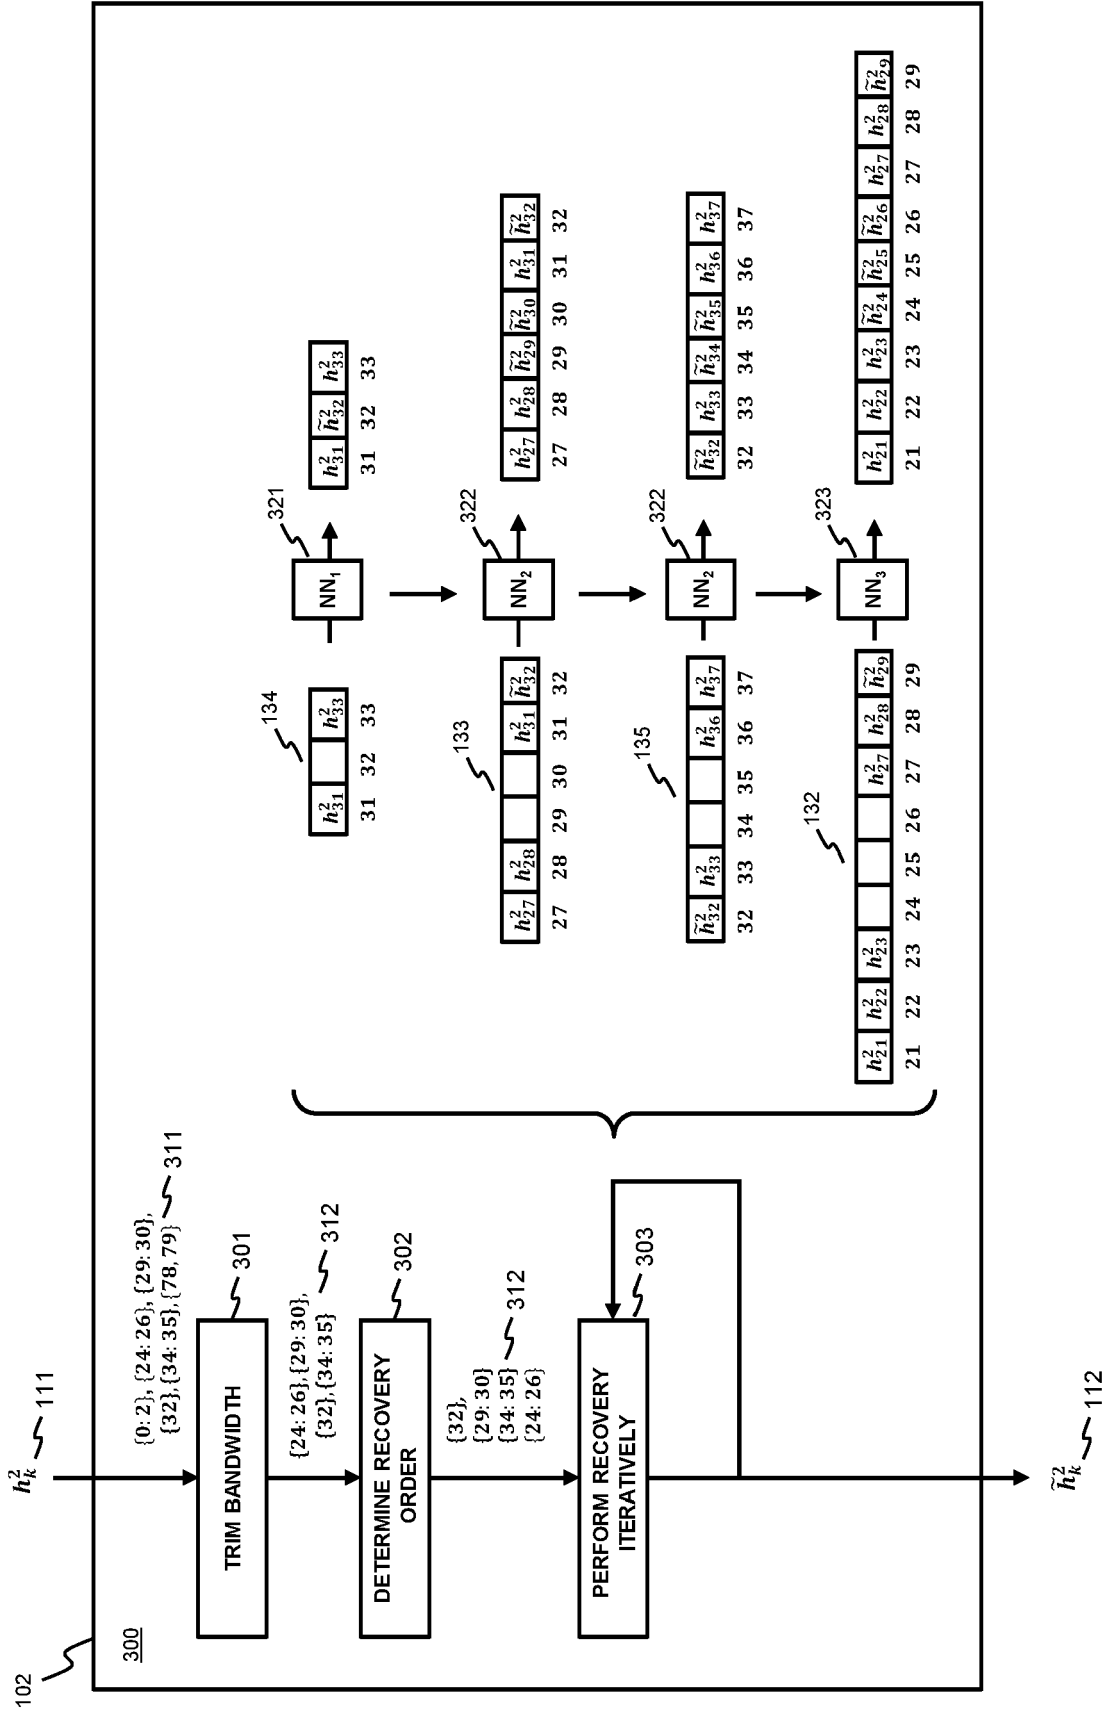 102
300
h²ₖ 111
{0: 2}, {24: 26}, {29: 30},
{32}, {34: 35}, {78, 79} 311
TRIM BANDWIDTH
301
{24: 26}, {29: 30},
{32}, {34: 35} 312
DETERMINE RECOVERY
ORDER
302
{32},
{29: 30}
{34: 35} 312
{24: 26}
PERFORM RECOVERY
ITERATIVELY
303
h̃²ₖ 112
134
h²₃₁ h²₃₃
31 32 33
NN₁
321
h²₃₁ h̃²₃₂ h²₃₃
31 32 33
133
h²₂₇ h²₂₈ h²₃₁ h̃²₃₂
27 28 29 30 31 32
NN₂
322
h²₂₇ h²₂₈ h̃²₂₉ h̃²₃₀ h²₃₁ h̃²₃₂
27 28 29 30 31 32
135
h̃²₃₂ h²₃₃ h²₃₆ h²₃₇
32 33 34 35 36 37
NN₂
322
h̃²₃₂ h²₃₃ h̃²₃₄ h̃²₃₅ h²₃₆ h²₃₇
32 33 34 35 36 37
132
h²₂₁ h²₂₂ h²₂₃ h²₂₇ h²₂₈ h̃²₂₉
21 22 23 24 25 26 27 28 29
NN₃
323
h²₂₁ h²₂₂ h²₂₃ h̃²₂₄ h̃²₂₅ h̃²₂₆ h²₂₇ h²₂₈ h̃²₂₉
21 22 23 24 25 26 27 28 29